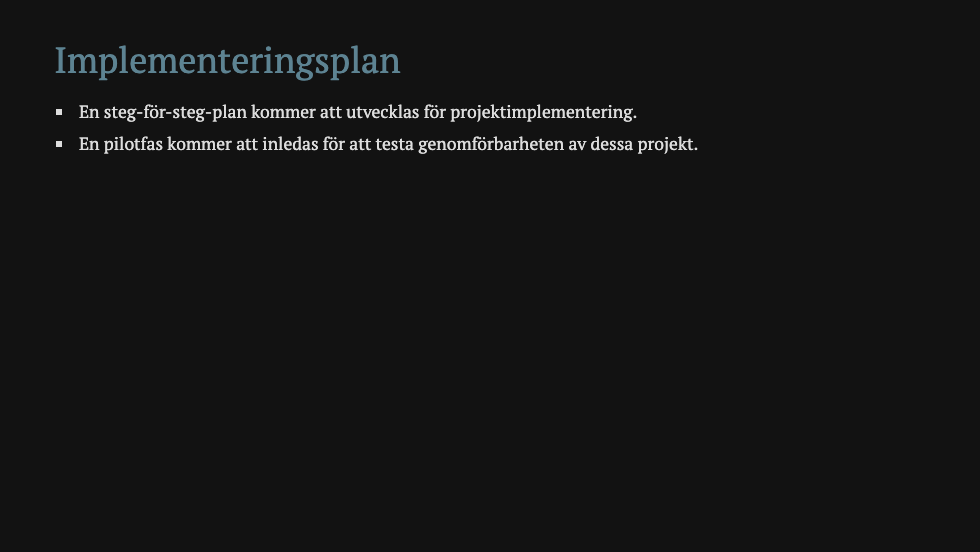 Implementeringsplan
En steg-för-steg-plan kommer att utvecklas för projektimplementering.
En pilotfas kommer att inledas för att testa genomförbarheten av dessa projekt.